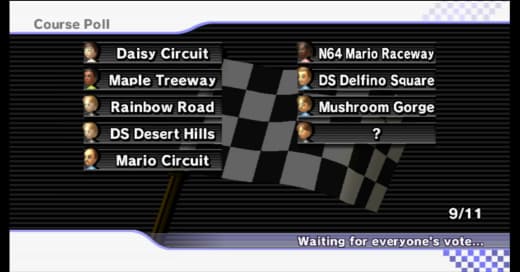 Course Poll
Daisy Circuit
Maple Treeway
Rainbow Road
DS Desert Hills
Mario Circuit
N64 Mario Raceway
DS Delfino Square
Mushroom Gorge
?
9/11
Waiting for everyone's vote...